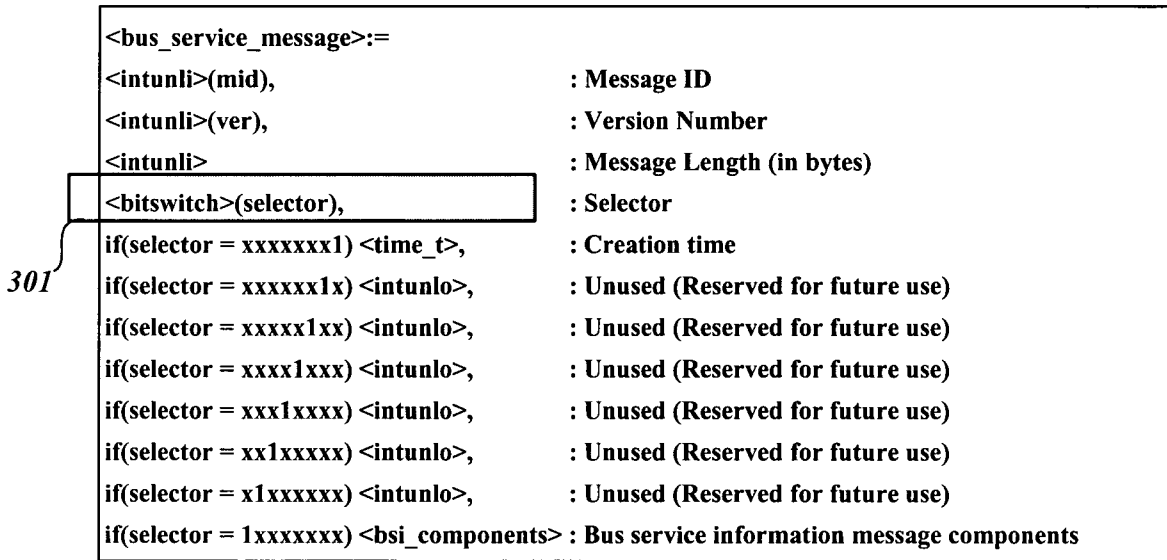 <bus_service_message>:=
<intunli>(mid), : Message ID
<intunli>(ver), : Version Number
<intunli> : Message Length (in bytes)
<bitswitch>(selector), : Selector
if(selector = xxxxxxx1) <time_t>, : Creation time
301
if(selector = xxxxxx1x) <intunlo>, : Unused (Reserved for future use)
if(selector = xxxxx1xx) <intunlo>, : Unused (Reserved for future use)
if(selector = xxxx1xxx) <intunlo>, : Unused (Reserved for future use)
if(selector = xxx1xxxx) <intunlo>, : Unused (Reserved for future use)
if(selector = xx1xxxxx) <intunlo>, : Unused (Reserved for future use)
if(selector = x1xxxxxx) <intunlo>, : Unused (Reserved for future use)
if(selector = 1xxxxxxx) <bsi_components> : Bus service information message components